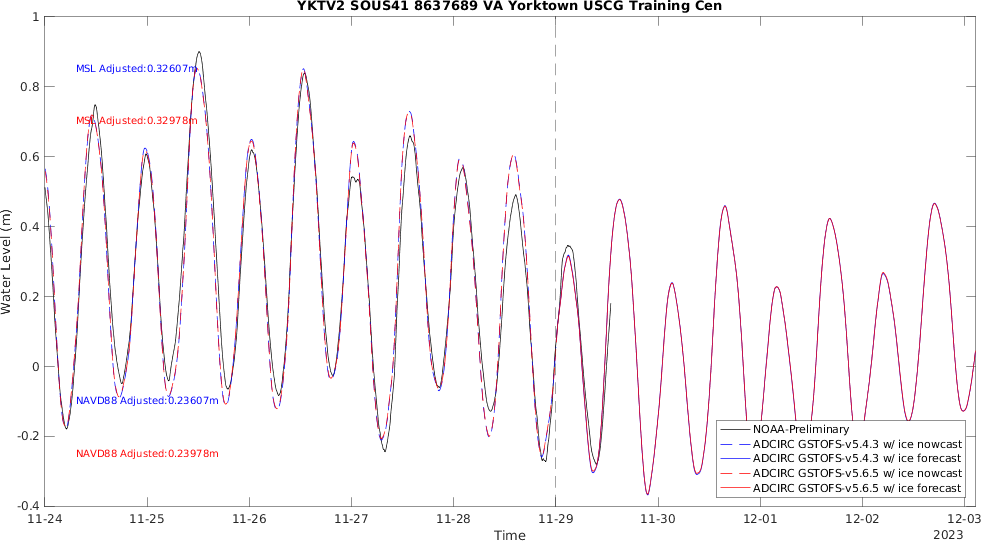 YKTV2 SOUS41 8637689 VA Yorktown USCG Training Cen
1
0.8
0.6
0.4
0.2
0
-0.2
-0.4
Water Level (m)
MSL Adjusted:0.32607m
MSL Adjusted:0.32978m
NAVD88 Adjusted:0.23607m
NAVD88 Adjusted:0.23978m
NOAA-Preliminary
ADCIRC GSTOFS-v5.4.3 w/ ice nowcast
ADCIRC GSTOFS-v5.4.3 w/ ice forecast
ADCIRC GSTOFS-v5.6.5 w/ ice nowcast
ADCIRC GSTOFS-v5.6.5 w/ ice forecast
11-24 11-25 11-26 11-27 11-28 11-29 11-30 12-01 12-02 12-03
Time
2023